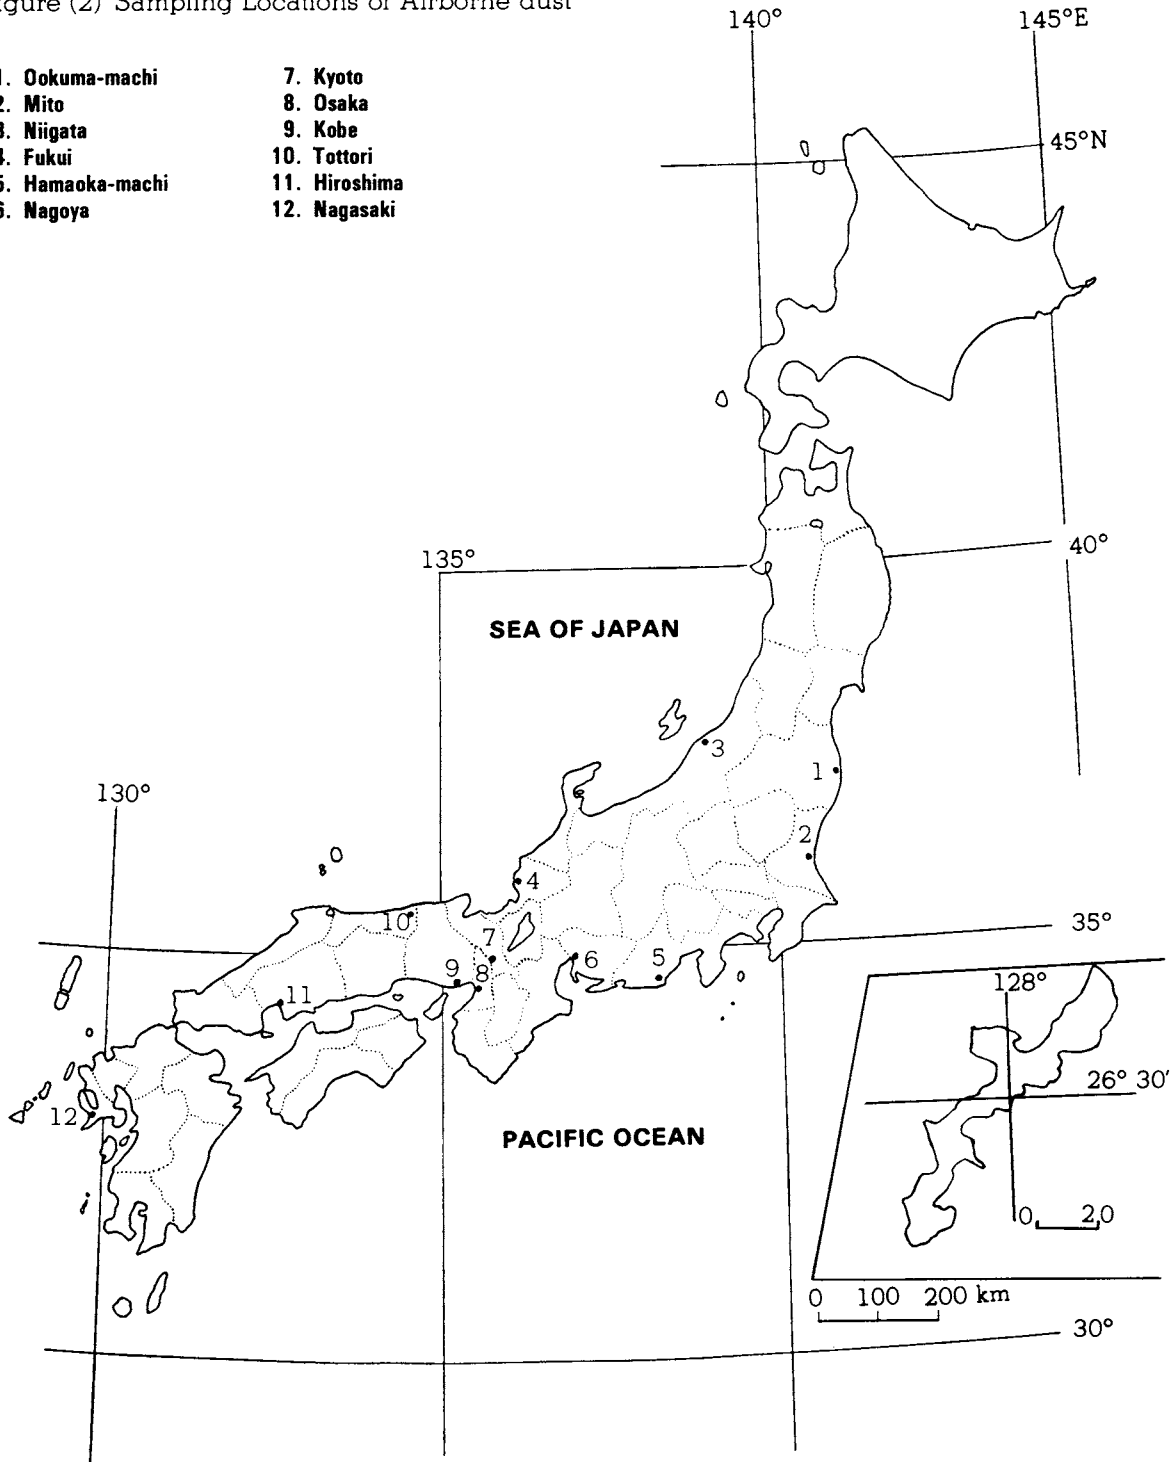 igure (2) Sampling Locations of Airborne dust
1. Ookuma-machi
2. Mito
3. Niigata
4. Fukui
5. Hamaoka-machi
6. Nagoya
7. Kyoto
8. Osaka
9. Kobe
10. Tottori
11. Hiroshima
12. Nagasaki
140°
145°E
45°N
40°
135°
SEA OF JAPAN
3
1
130°
2
4
10
7
35°
9
8
6
5
11
128°
26° 30'
12
PACIFIC OCEAN
0 20
0 100 200 km
30°